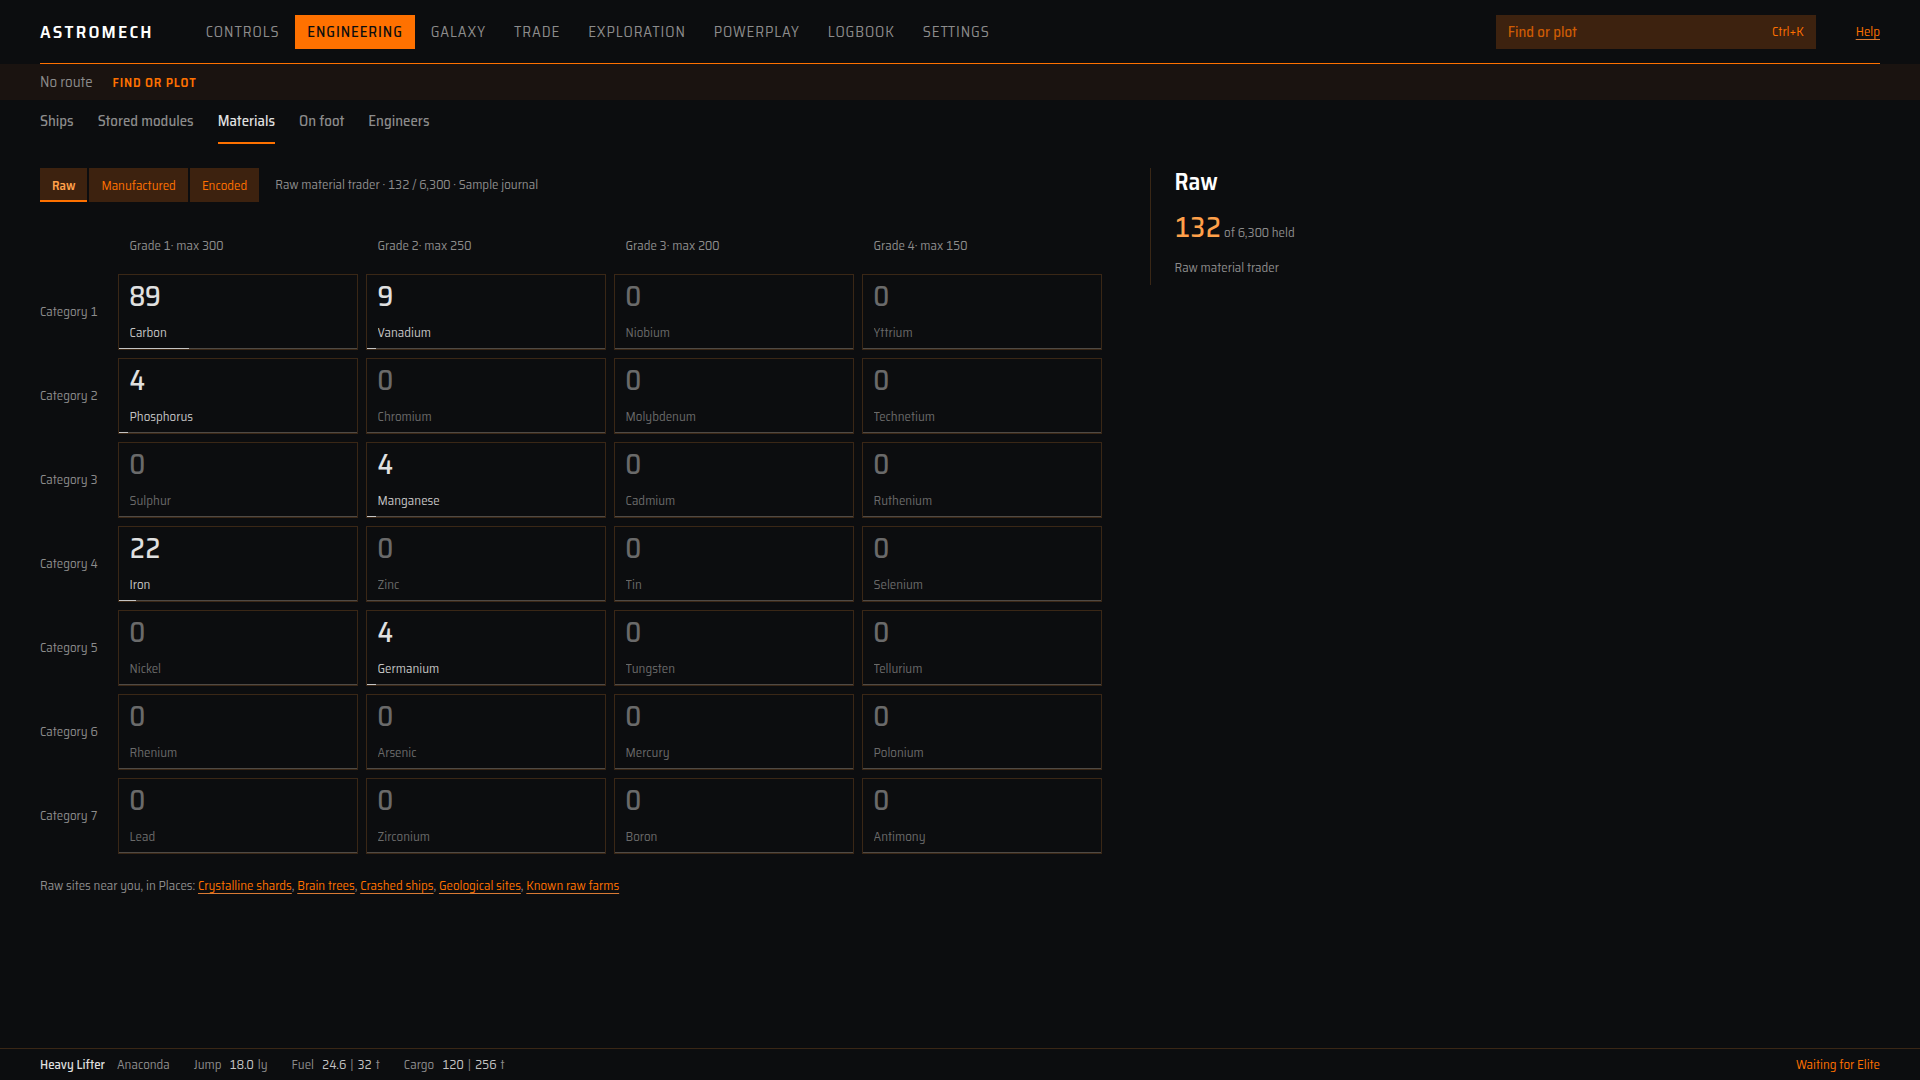 ASTROMECH CONTROLS ENGINEERING GALAXY TRADE EXPLORATION POWERPLAY LOGBOOK SETTINGS Find or plot Ctrl+K Help
No route FIND OR PLOT
Ships Stored modules Materials On foot Engineers
Raw Manufactured Encoded Raw material trader · 132 / 6,300 · Sample journal
Raw
132 of 6,300 held
Raw material trader
Grade 1· max 300 Grade 2· max 250 Grade 3· max 200 Grade 4· max 150
89 9 0 0
Category 1
Carbon Vanadium Niobium Yttrium
4 0 0 0
Category 2
Phosphorus Chromium Molybdenum Technetium
0 4 0 0
Category 3
Sulphur Manganese Cadmium Ruthenium
22 0 0 0
Category 4
Iron Zinc Tin Selenium
0 4 0 0
Category 5
Nickel Germanium Tungsten Tellurium
0 0 0 0
Category 6
Rhenium Arsenic Mercury Polonium
0 0 0 0
Category 7
Lead Zirconium Boron Antimony
Raw sites near you, in Places: Crystalline shards, Brain trees, Crashed ships, Geological sites, Known raw farms
Heavy Lifter Anaconda Jump 18.0 ly Fuel 24.6 | 32 t Cargo 120 | 256 t Waiting for Elite